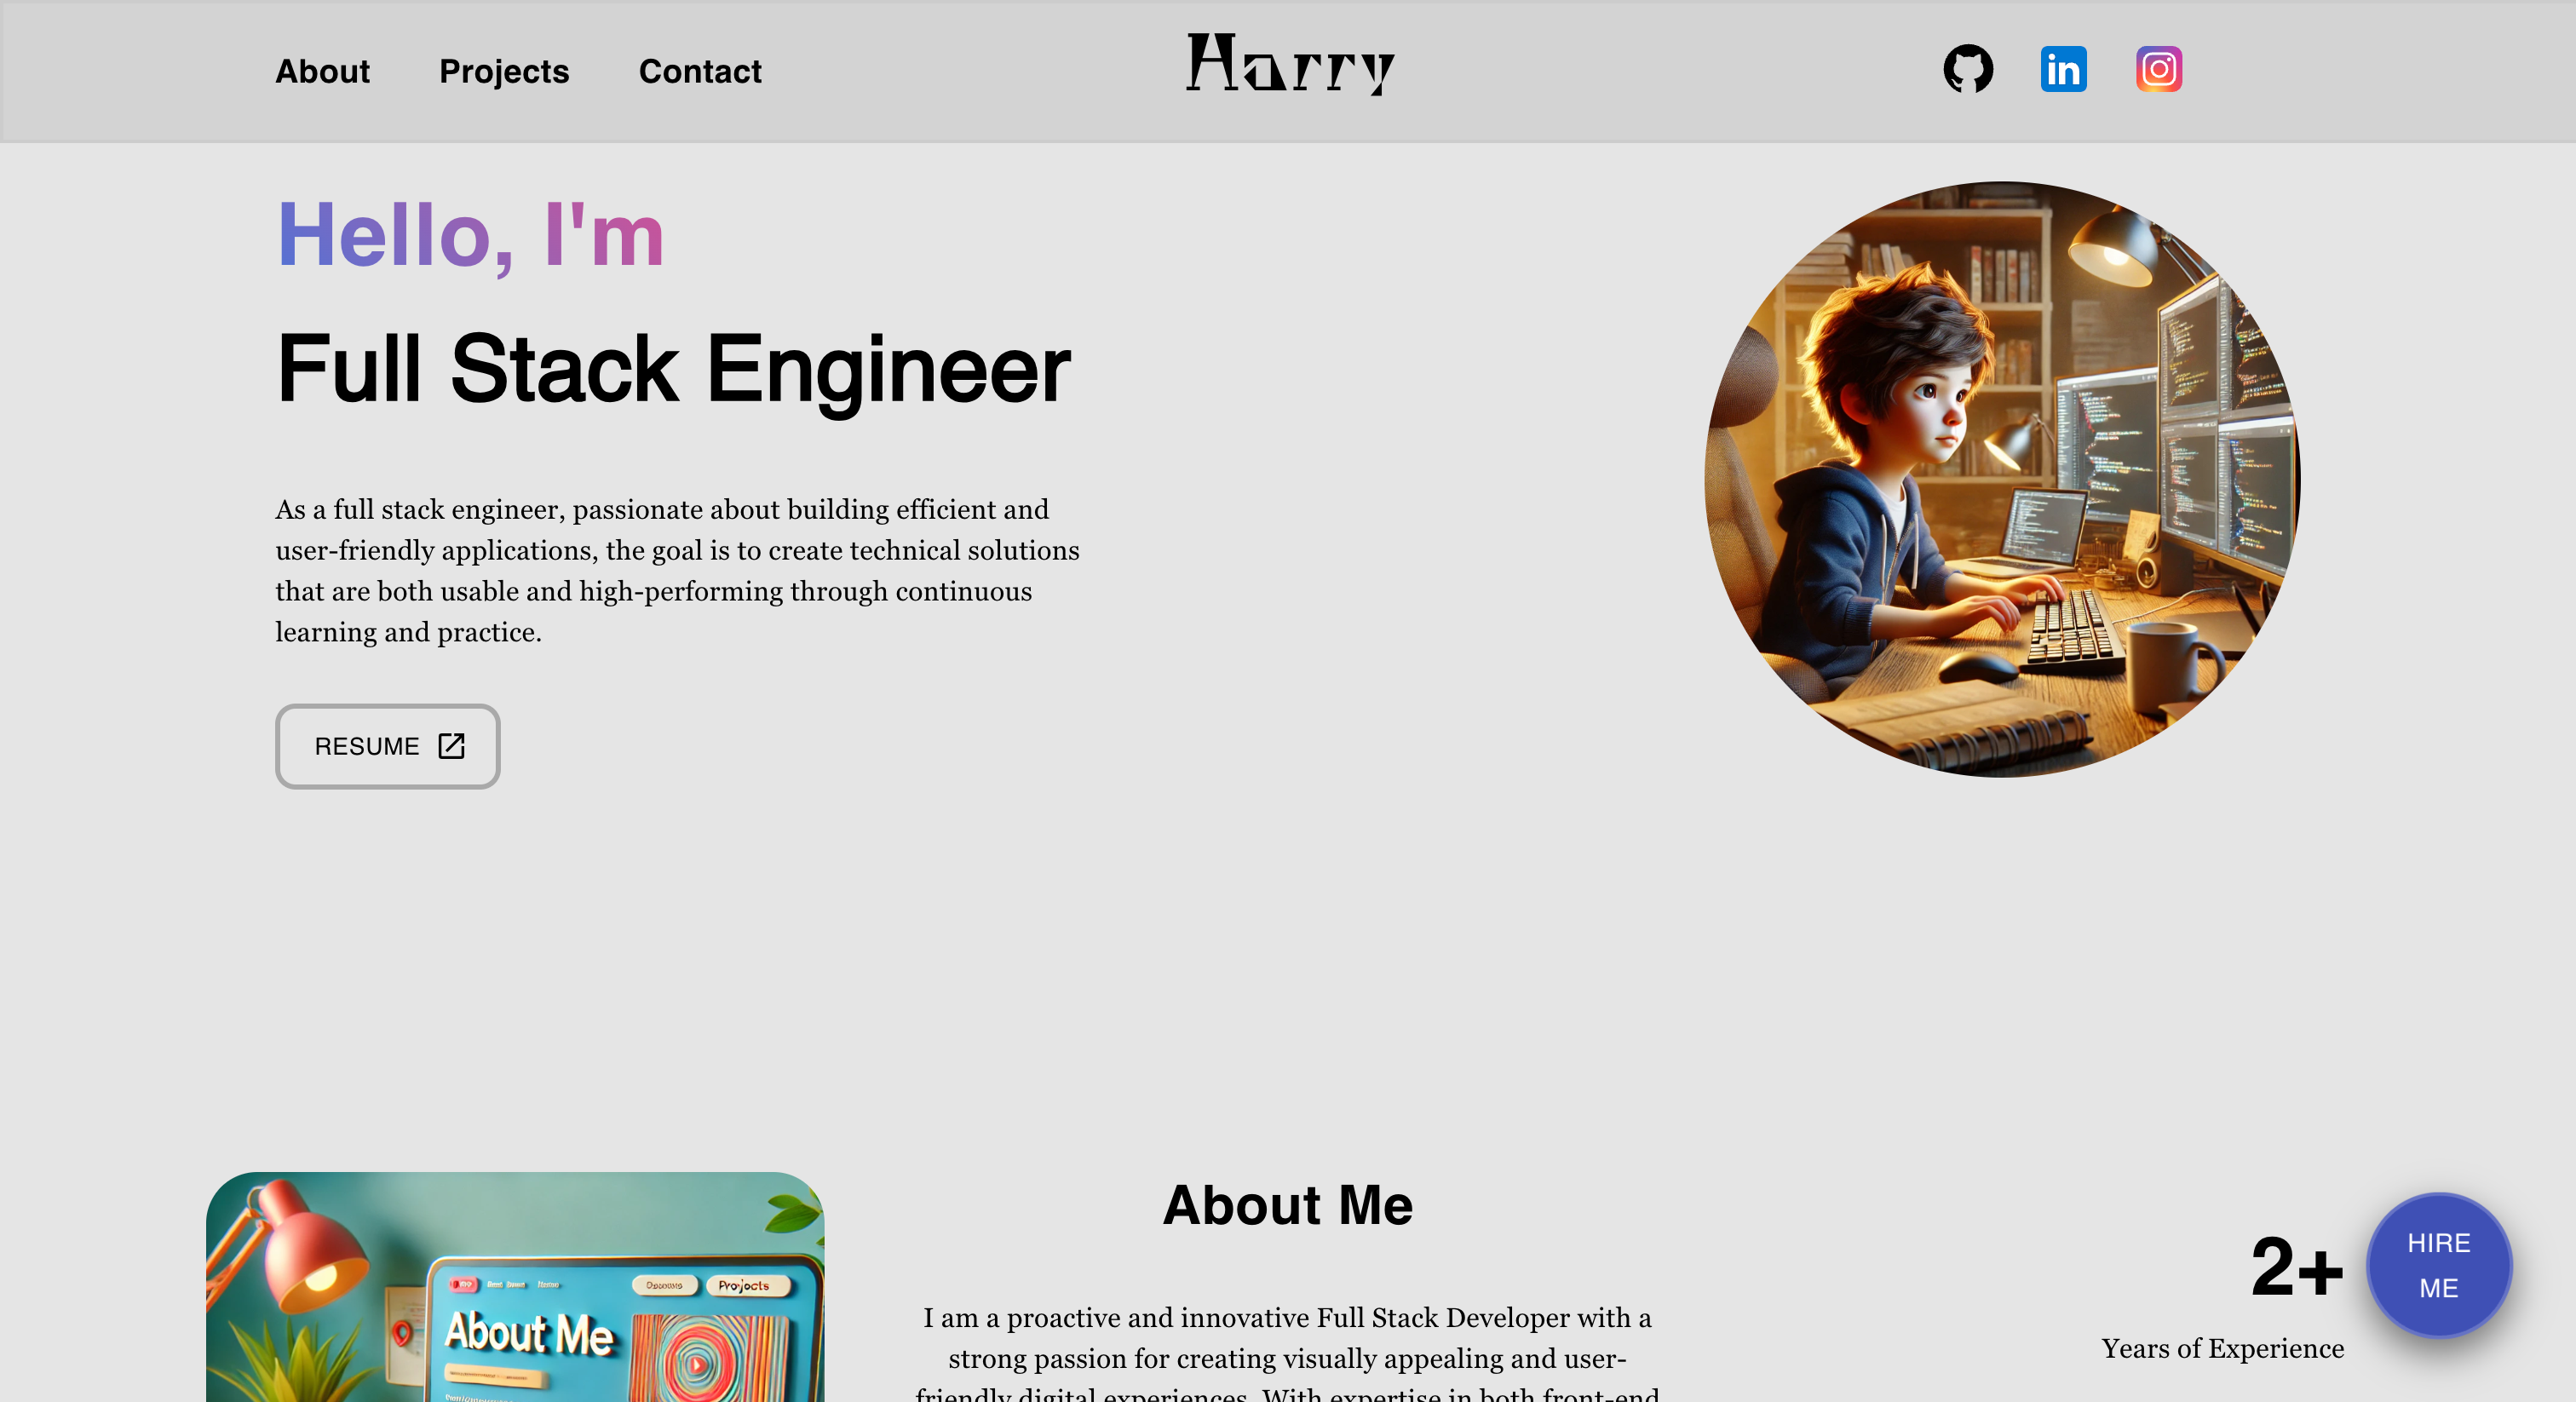 About Projects Contact
Harry
Hello, I'm
Full Stack Engineer
As a full stack engineer, passionate about building efficient and
user-friendly applications, the goal is to create technical solutions
that are both usable and high-performing through continuous
learning and practice.
RESUME
About Me
Projects
About Me
I am a proactive and innovative Full Stack Developer with a
strong passion for creating visually appealing and user-
friendly digital experiences. With expertise in both front-end
2+
Years of Experience
HIRE
ME